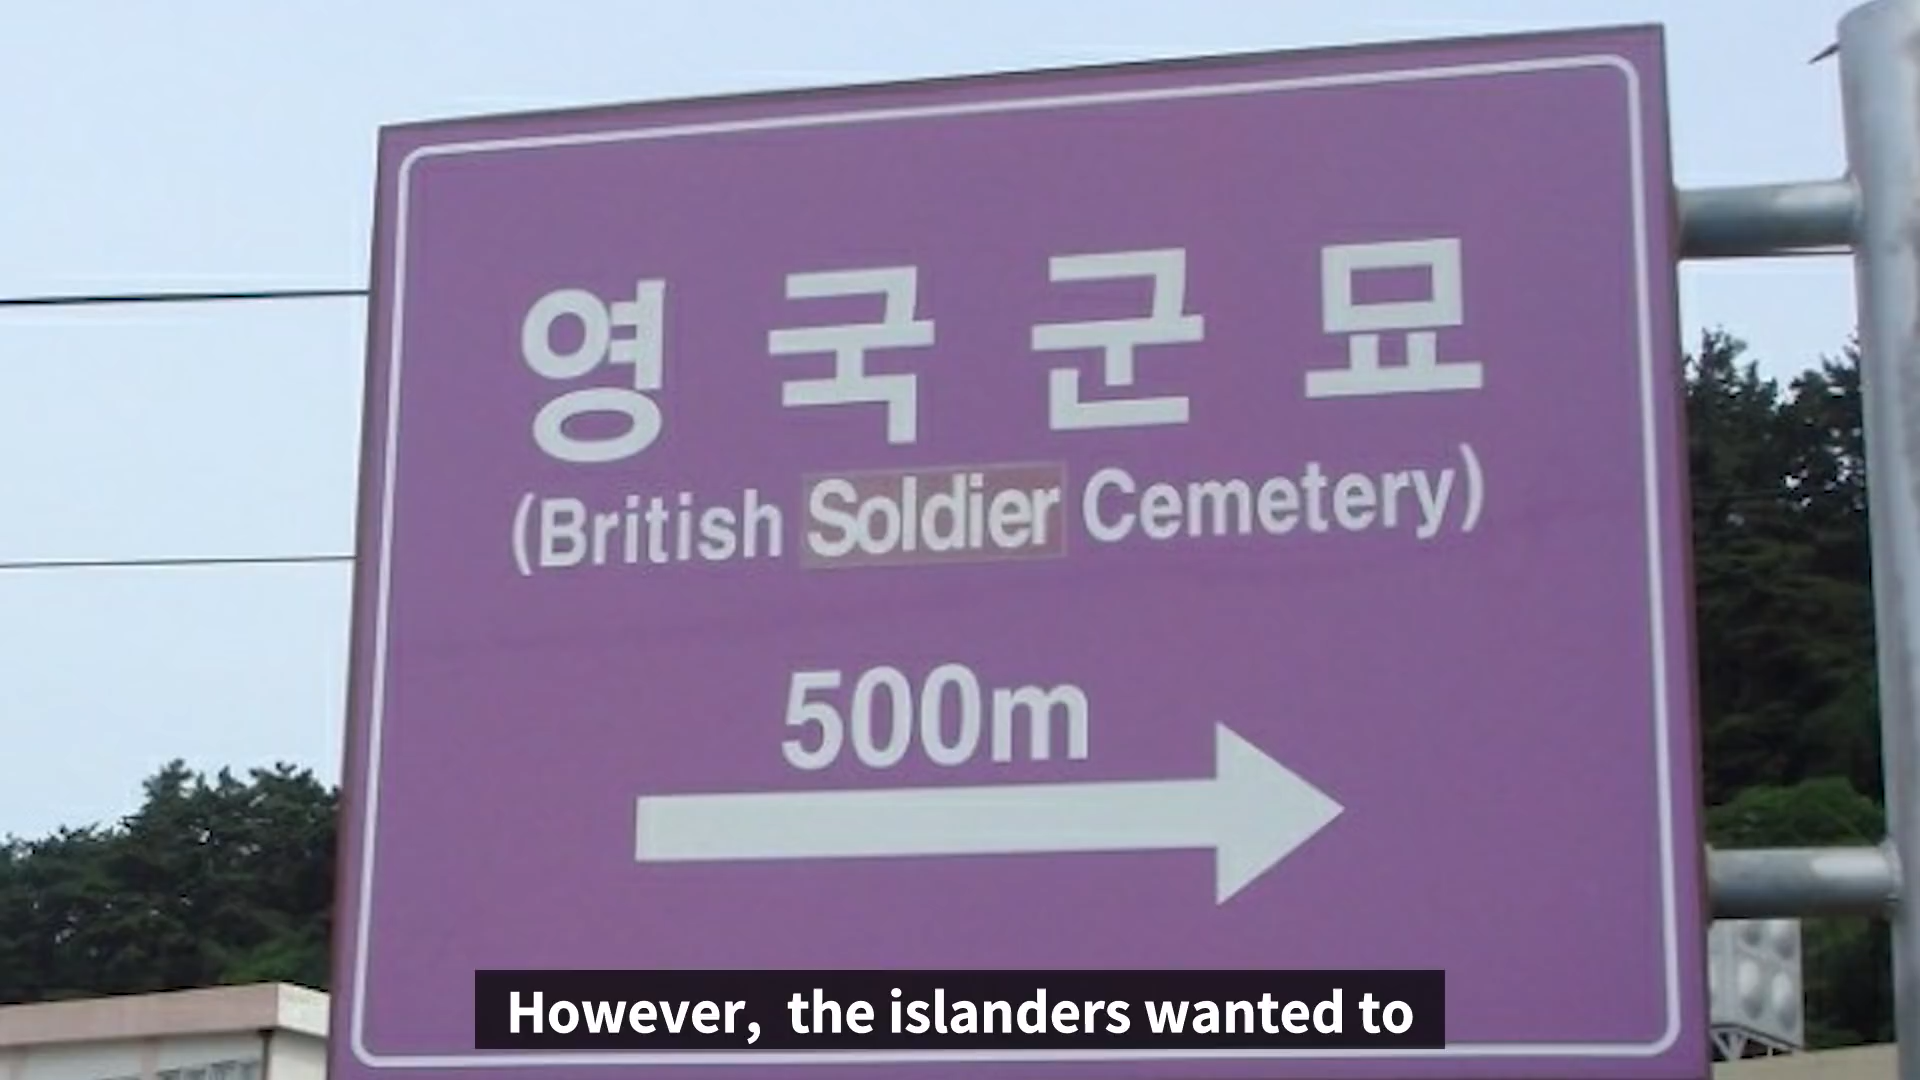 영국군묘
(British Soldier Cemetery)
500m
However, the islanders wanted to